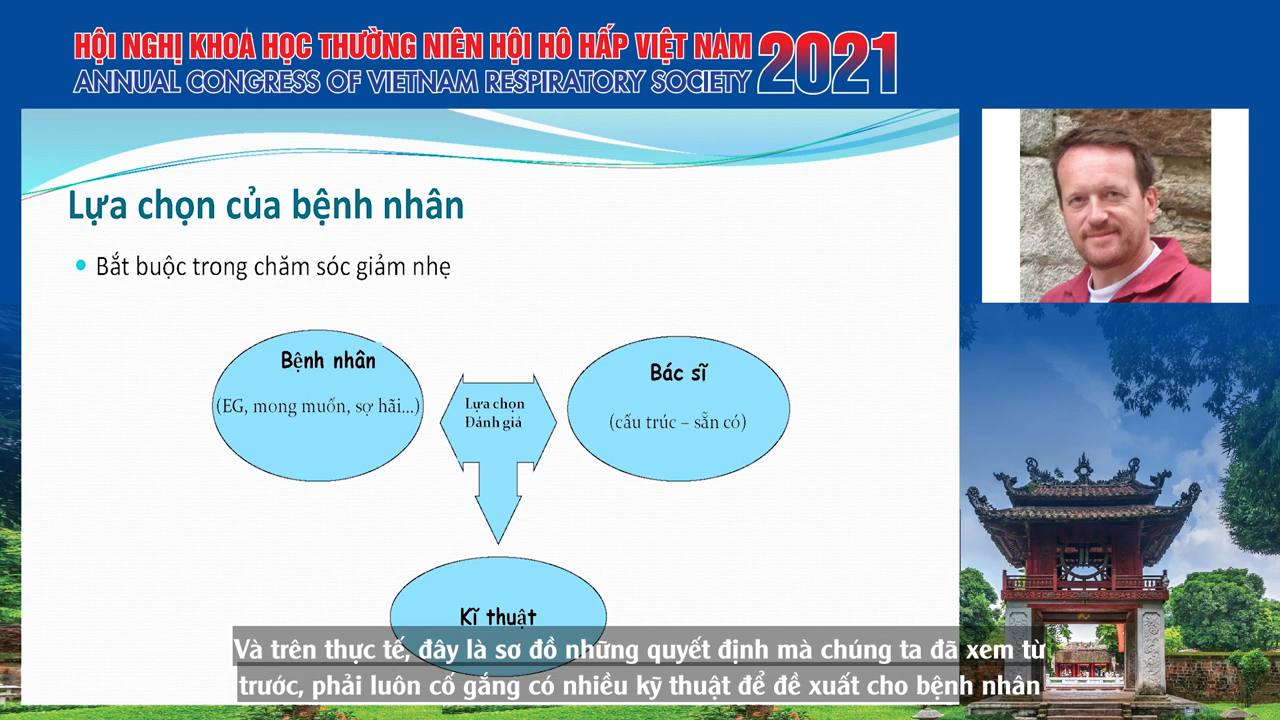 HỘI NGHỊ KHOA HỌC THƯỜNG NIÊN HỘI HÔ HẤP VIỆT NAM 2021
ANNUAL CONGRESS OF VIETNAM RESPIRATORY SOCIETY
Lựa chọn của bệnh nhân
Bắt buộc trong chăm sóc giảm nhẹ
Bệnh nhân
(EG, mong muốn, sợ hãi...)
Lựa chọn
Đánh giá
Bác sĩ
(cấu trúc – sẵn có)
Kĩ thuật
Và trên thực tế, đây là sơ đồ những quyết định mà chúng ta đã xem từ
trước, phải luôn cố gắng có nhiều kỹ thuật để đề xuất cho bệnh nhân